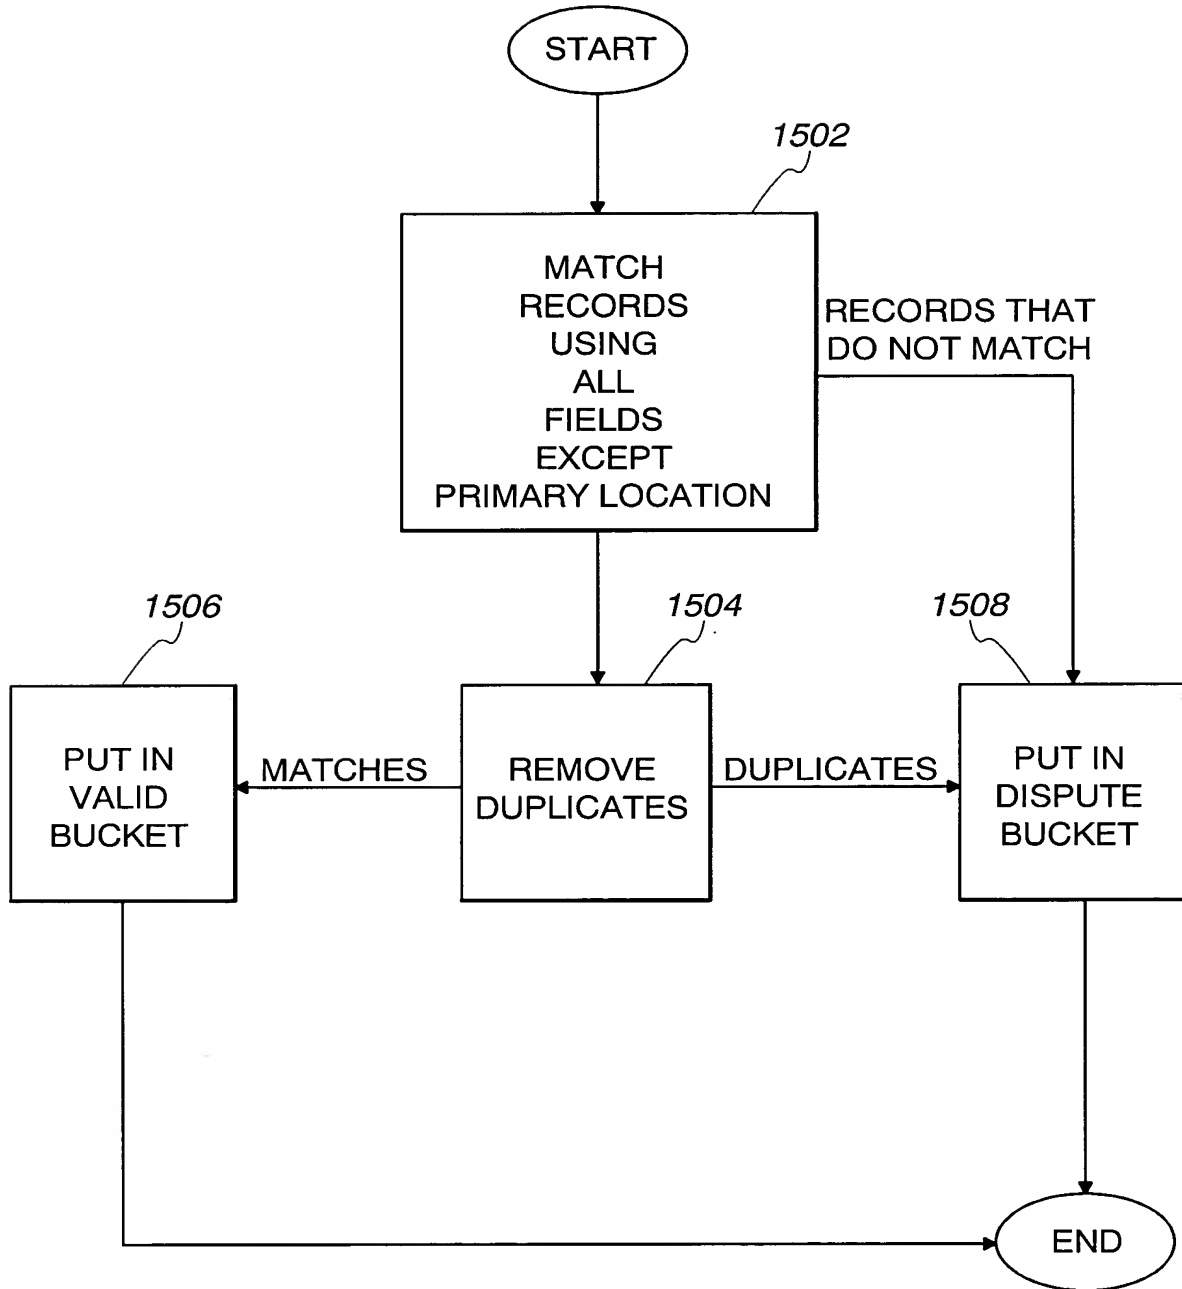 START
1502
MATCH
RECORDS
USING
ALL
FIELDS
EXCEPT
PRIMARY LOCATION
RECORDS THAT
DO NOT MATCH
1506
1504
1508
PUT IN
VALID
BUCKET
MATCHES
REMOVE
DUPLICATES
DUPLICATES
PUT IN
DISPUTE
BUCKET
END